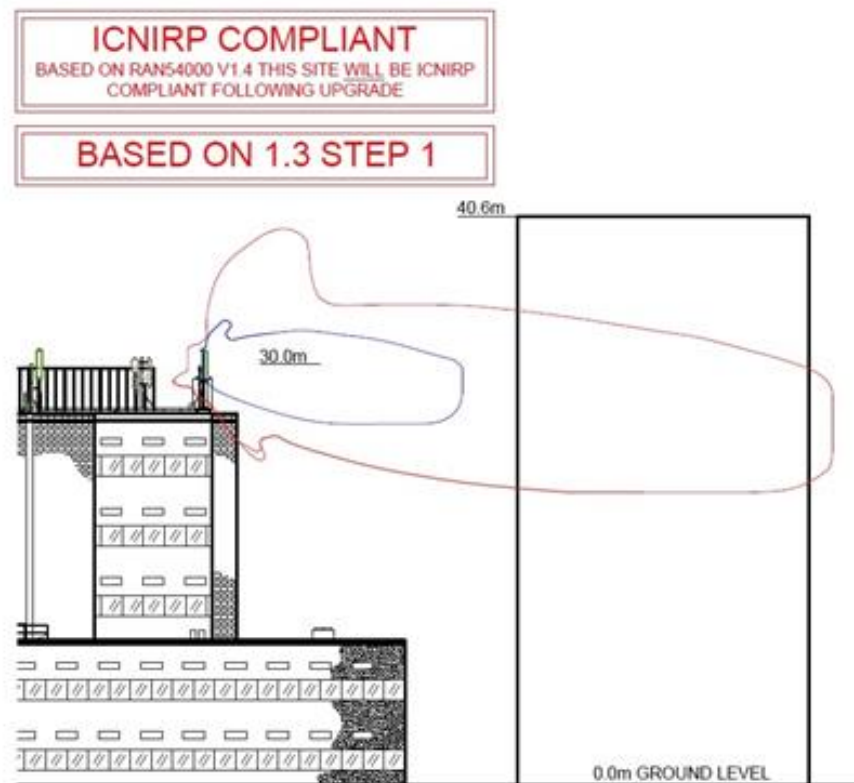 ICNIRP COMPLIANT
BASED ON RAN54000 V1.4 THIS SITE WILL BE ICNIRP
COMPLIANT FOLLOWING UPGRADE
BASED ON 1.3 STEP 1
40.6m
30.0m
0.0m GROUND LEVEL